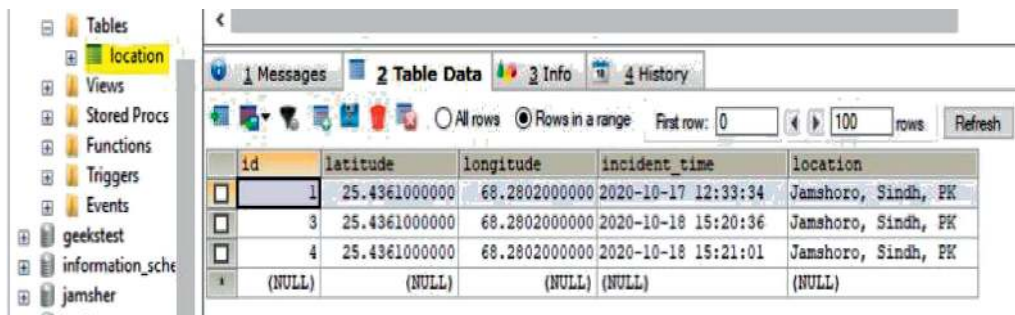 Tables
location
Views
Stored Procs
Functions
Triggers
Events
geekstest
information_sche
jamsher
1 Messages 2 Table Data 3 Info 4 History
All rows Rows in a range First row: 0 100 rows Refresh
id latitude longitude incident_time location
1 25.4361000000 68.2802000000 2020-10-17 12:33:34 Jamshoro, Sindh, PK
3 25.4361000000 68.2802000000 2020-10-18 15:20:36 Jamshoro, Sindh, PK
4 25.4361000000 68.2802000000 2020-10-18 15:21:01 Jamshoro, Sindh, PK
* (NULL) (NULL) (NULL) (NULL) (NULL)